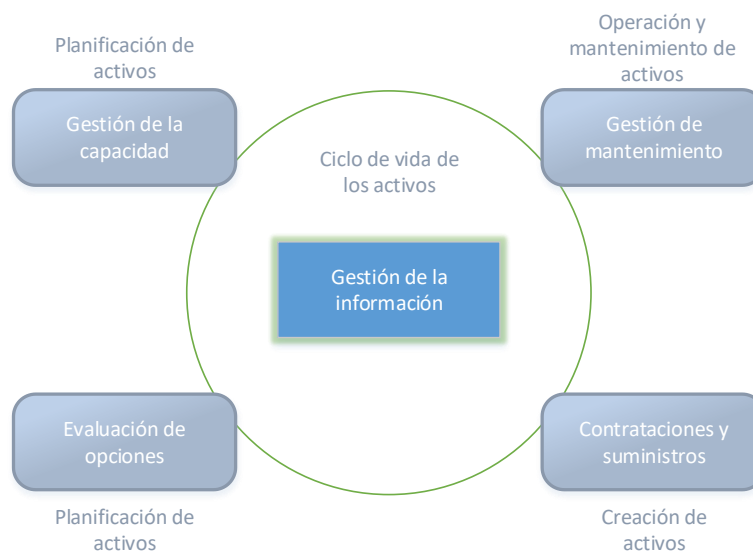 Planificación de
activos
Gestión de la
capacidad
Operación y
mantenimiento de
activos
Gestión de
mantenimiento
Ciclo de vida de
los activos
Gestión de la
información
Evaluación de
opciones
Planificación de
activos
Contrataciones y
suministros
Creación de
activos